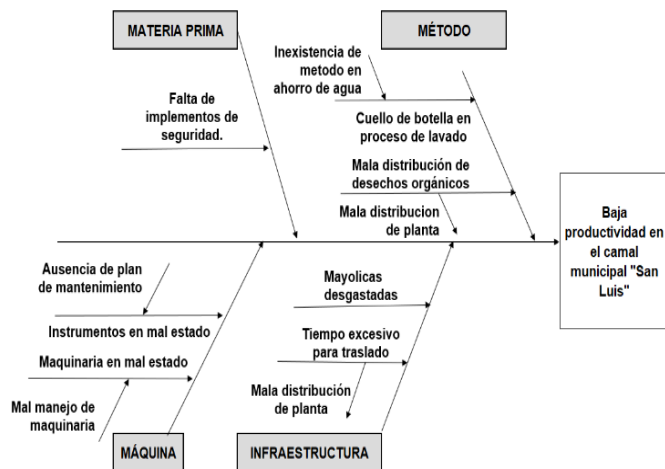 MATERIA PRIMA
MÉTODO
Inexistencia de
metodo en
ahorro de agua
Falta de
implementos de
seguridad.
Cuello de botella en
proceso de lavado
Mala distribución de
desechos orgánicos
Mala distribucion
de planta
Baja
productividad en
el camal
municipal "San
Luis"
Ausencia de plan
de mantenimiento
Instrumentos en mal estado
Maquinaria en mal estado
Mal manejo de
maquinaria
Mayolicas
desgastadas
Tiempo excesivo
para traslado
Mala distribución
de planta
MÁQUINA
INFRAESTRUCTURA